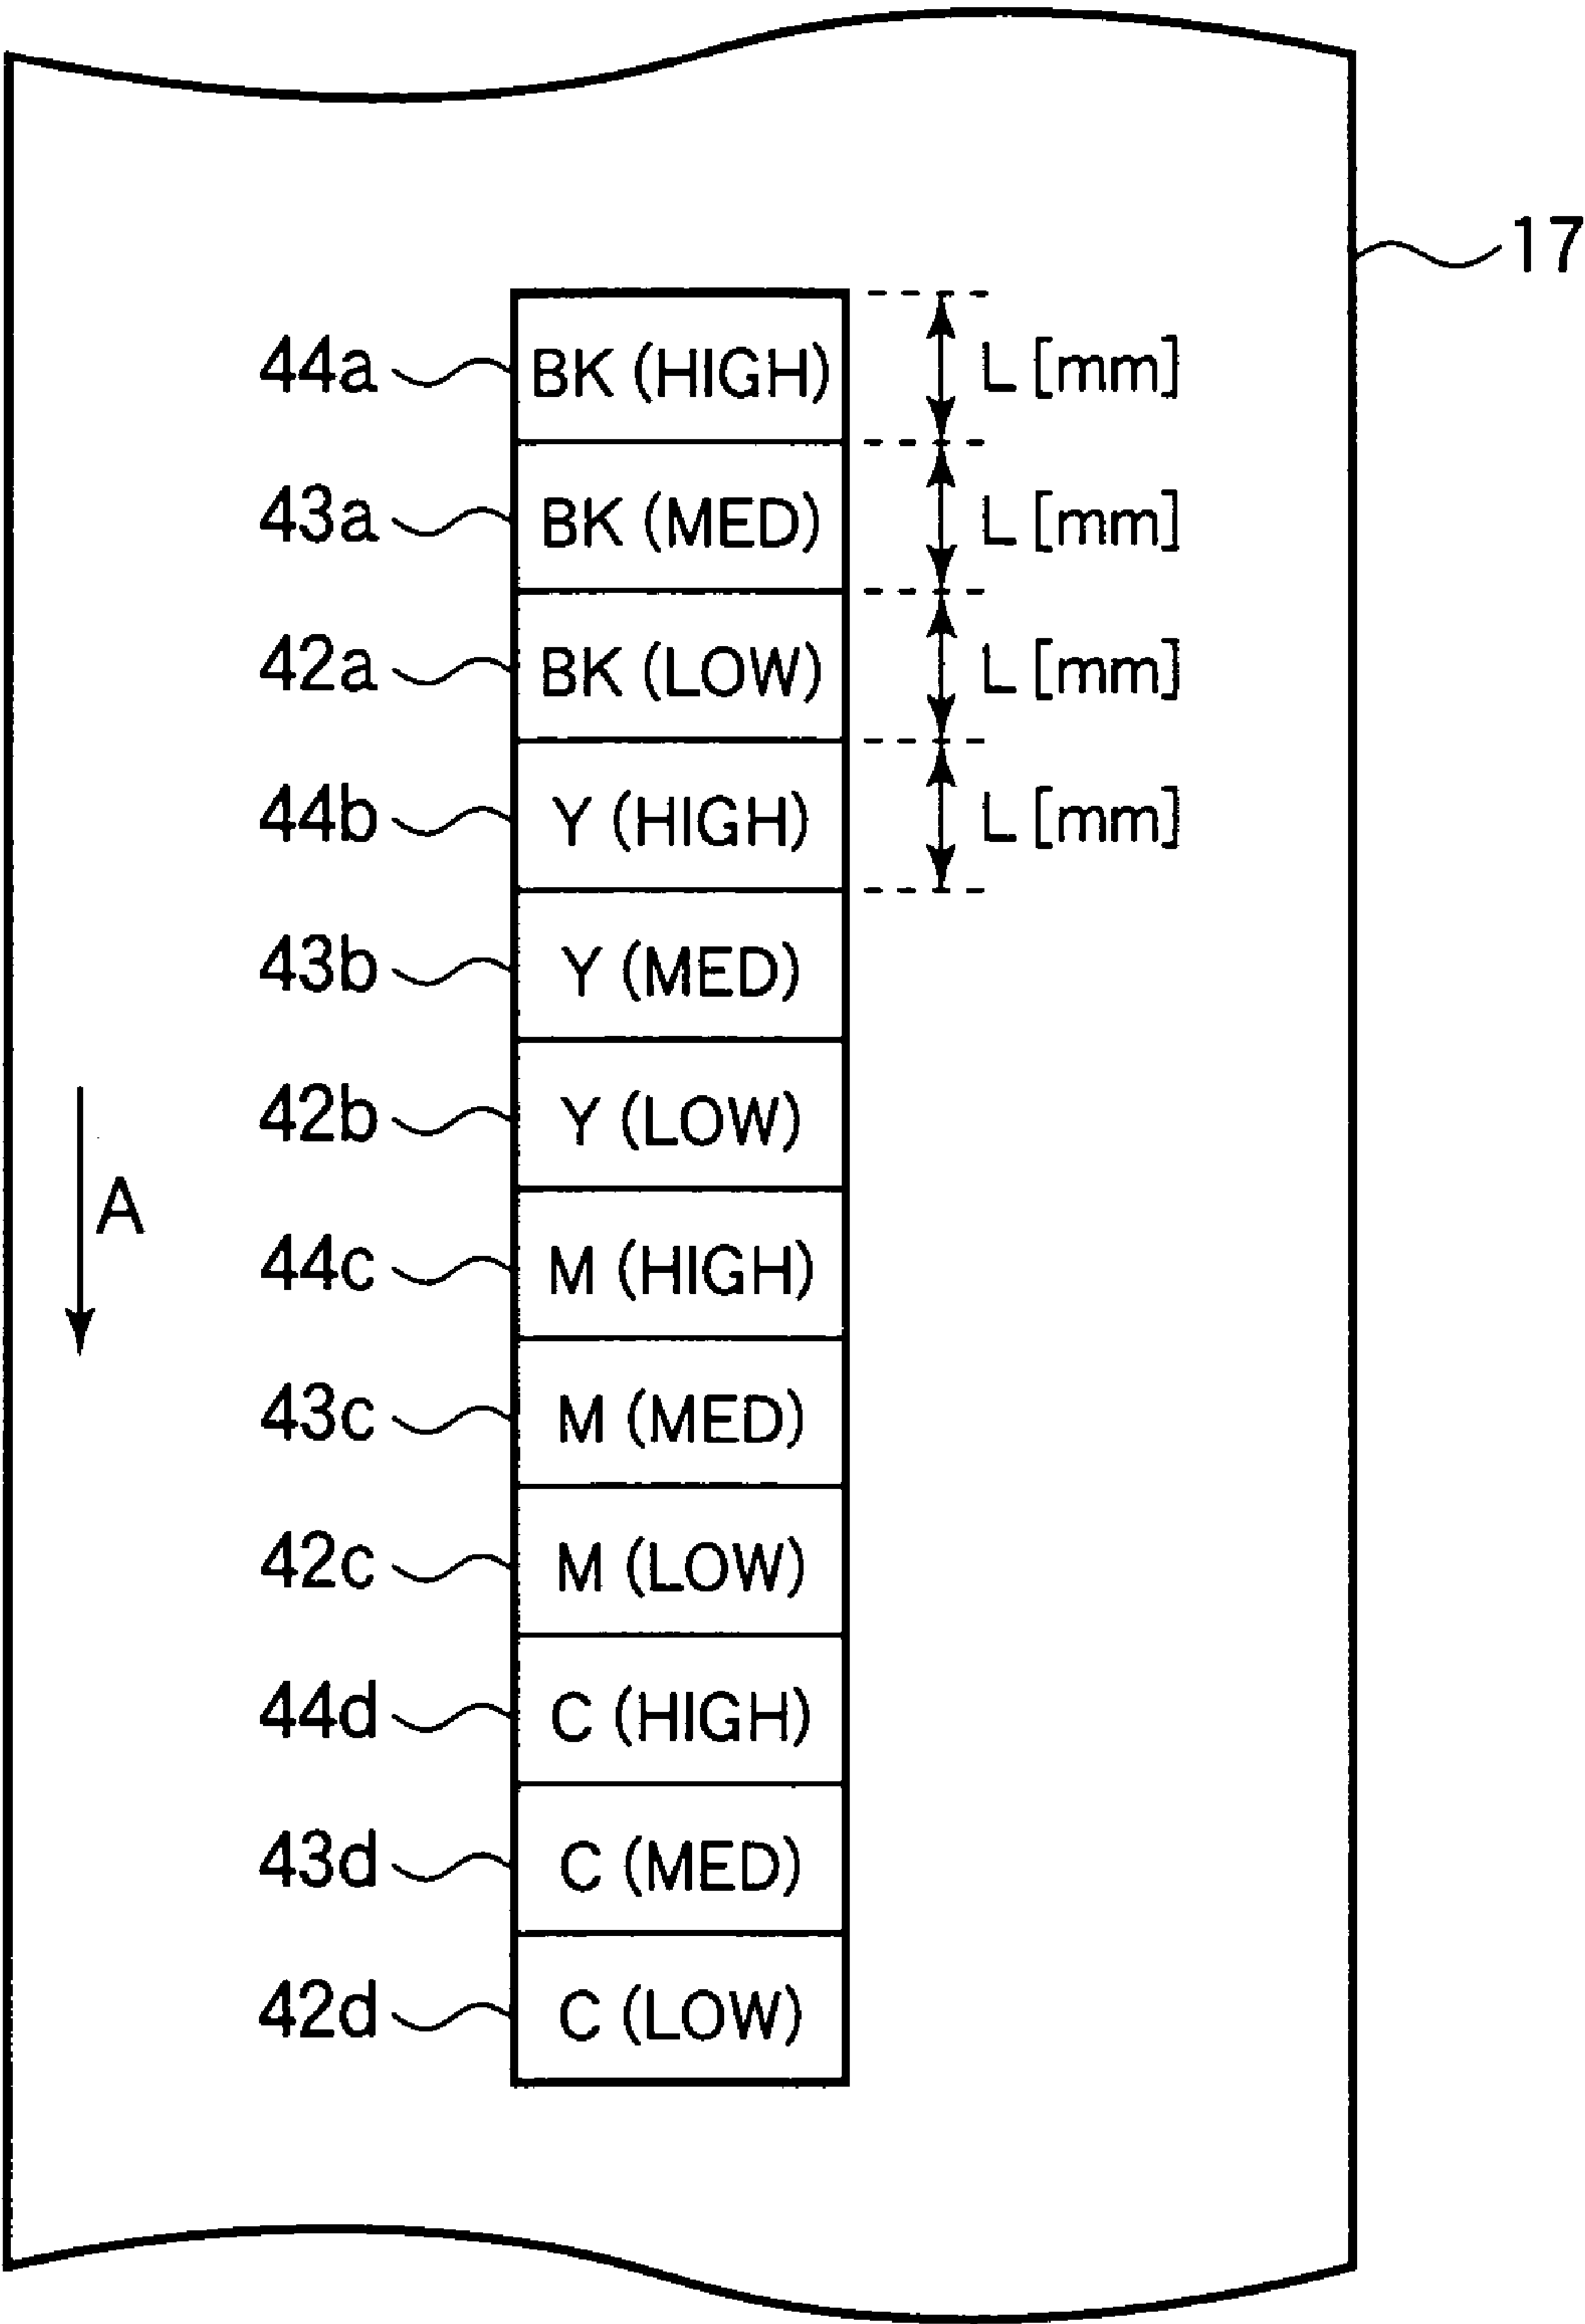 17
44a BK (HIGH) L [mm]
43a BK (MED) L [mm]
42a BK (LOW) L [mm]
44b Y (HIGH) L [mm]
43b Y (MED)
42b Y (LOW)
A
44c M (HIGH)
43c M (MED)
42c M (LOW)
44d C (HIGH)
43d C (MED)
42d C (LOW)